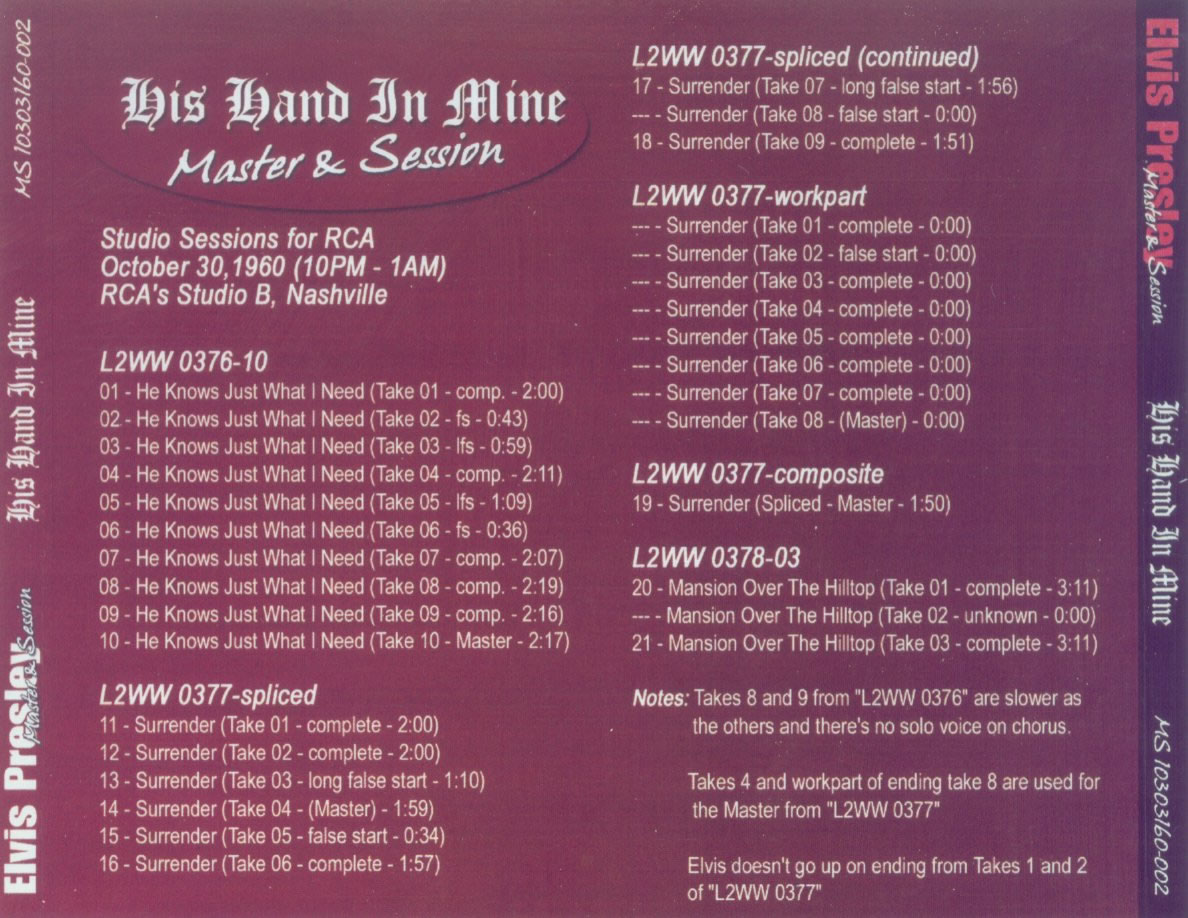 His Hand In Mine
Master & Session
Studio Sessions for RCA
October 30,1960 (10PM - 1AM)
RCA's Studio B, Nashville
L2WW 0376-10
01 - He Knows Just What I Need (Take 01 - comp. - 2:00)
02 - He Knows Just What I Need (Take 02 - fs - 0:43)
03 - He Knows Just What I Need (Take 03 - lfs - 0:59)
04 - He Knows Just What I Need (Take 04 - comp. - 2:11)
05 - He Knows Just What I Need (Take 05 - lfs - 1:09)
06 - He Knows Just What I Need (Take 06 - fs - 0:36)
07 - He Knows Just What I Need (Take 07 - comp. - 2:07)
08 - He Knows Just What I Need (Take 08 - comp. - 2:19)
09 - He Knows Just What I Need (Take 09 - comp. - 2:16)
10 - He Knows Just What I Need (Take 10 - Master - 2:17)
L2WW 0377-spliced
11 - Surrender (Take 01 - complete - 2:00)
12 - Surrender (Take 02 - complete - 2:00)
13 - Surrender (Take 03 - long false start - 1:10)
14 - Surrender (Take 04 - (Master) - 1:59)
15 - Surrender (Take 05 - false start - 0:34)
16 - Surrender (Take 06 - complete - 1:57)
L2WW 0377-spliced (continued)
17 - Surrender (Take 07 - long false start - 1:56)
--- - Surrender (Take 08 - false start - 0:00)
18 - Surrender (Take 09 - complete - 1:51)
L2WW 0377-workpart
--- - Surrender (Take 01 - complete - 0:00)
--- - Surrender (Take 02 - false start - 0:00)
--- - Surrender (Take 03 - complete - 0:00)
--- - Surrender (Take 04 - complete - 0:00)
--- - Surrender (Take 05 - complete - 0:00)
--- - Surrender (Take 06 - complete - 0:00)
--- - Surrender (Take 07 - complete - 0:00)
--- - Surrender (Take 08 - (Master) - 0:00)
L2WW 0377-composite
19 - Surrender (Spliced - Master - 1:50)
L2WW 0378-03
20 - Mansion Over The Hilltop (Take 01 - complete - 3:11)
--- - Mansion Over The Hilltop (Take 02 - unknown - 0:00)
21 - Mansion Over The Hilltop (Take 03 - complete - 3:11)
Notes: Takes 8 and 9 from "L2WW 0376" are slower as
the others and there's no solo voice on chorus.
Takes 4 and workpart of ending take 8 are used for
the Master from "L2WW 0377"
Elvis doesn't go up on ending from Takes 1 and 2
of "L2WW 0377"
Elvis Presley
Master & Session
His Hand In Mine
MS 10303160-002
Elvis Presley
Master & Session
His Hand In Mine
MS 10303160-002